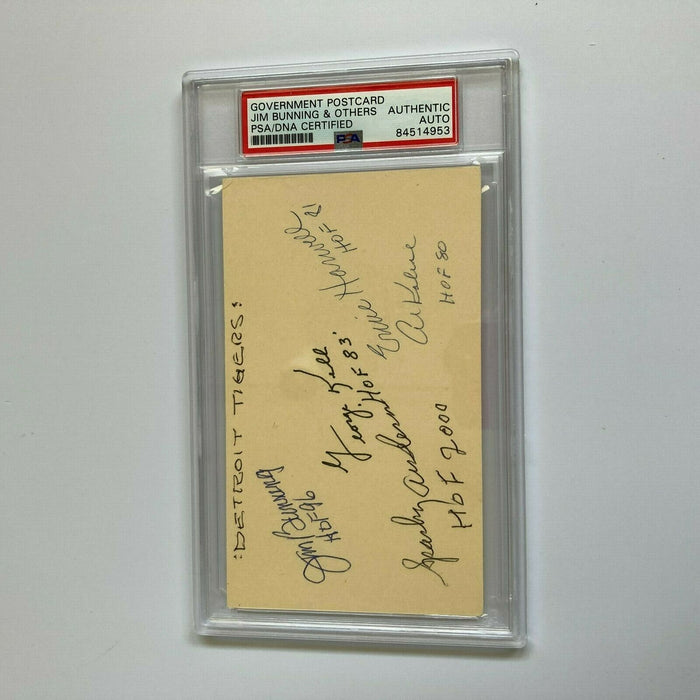 GOVERNMENT POSTCARD
JIM BUNNING & OTHERS
PSA/DNA CERTIFIED
AUTHENTIC
AUTO
84514953
PSA
:DETROIT TIGERS:
Jim Bunning
HOF 96
George Kell
HOF 83'
Ernie Harwell
HOF 81
Sparky Anderson
HOF 2000
Al Kaline
HOF 80